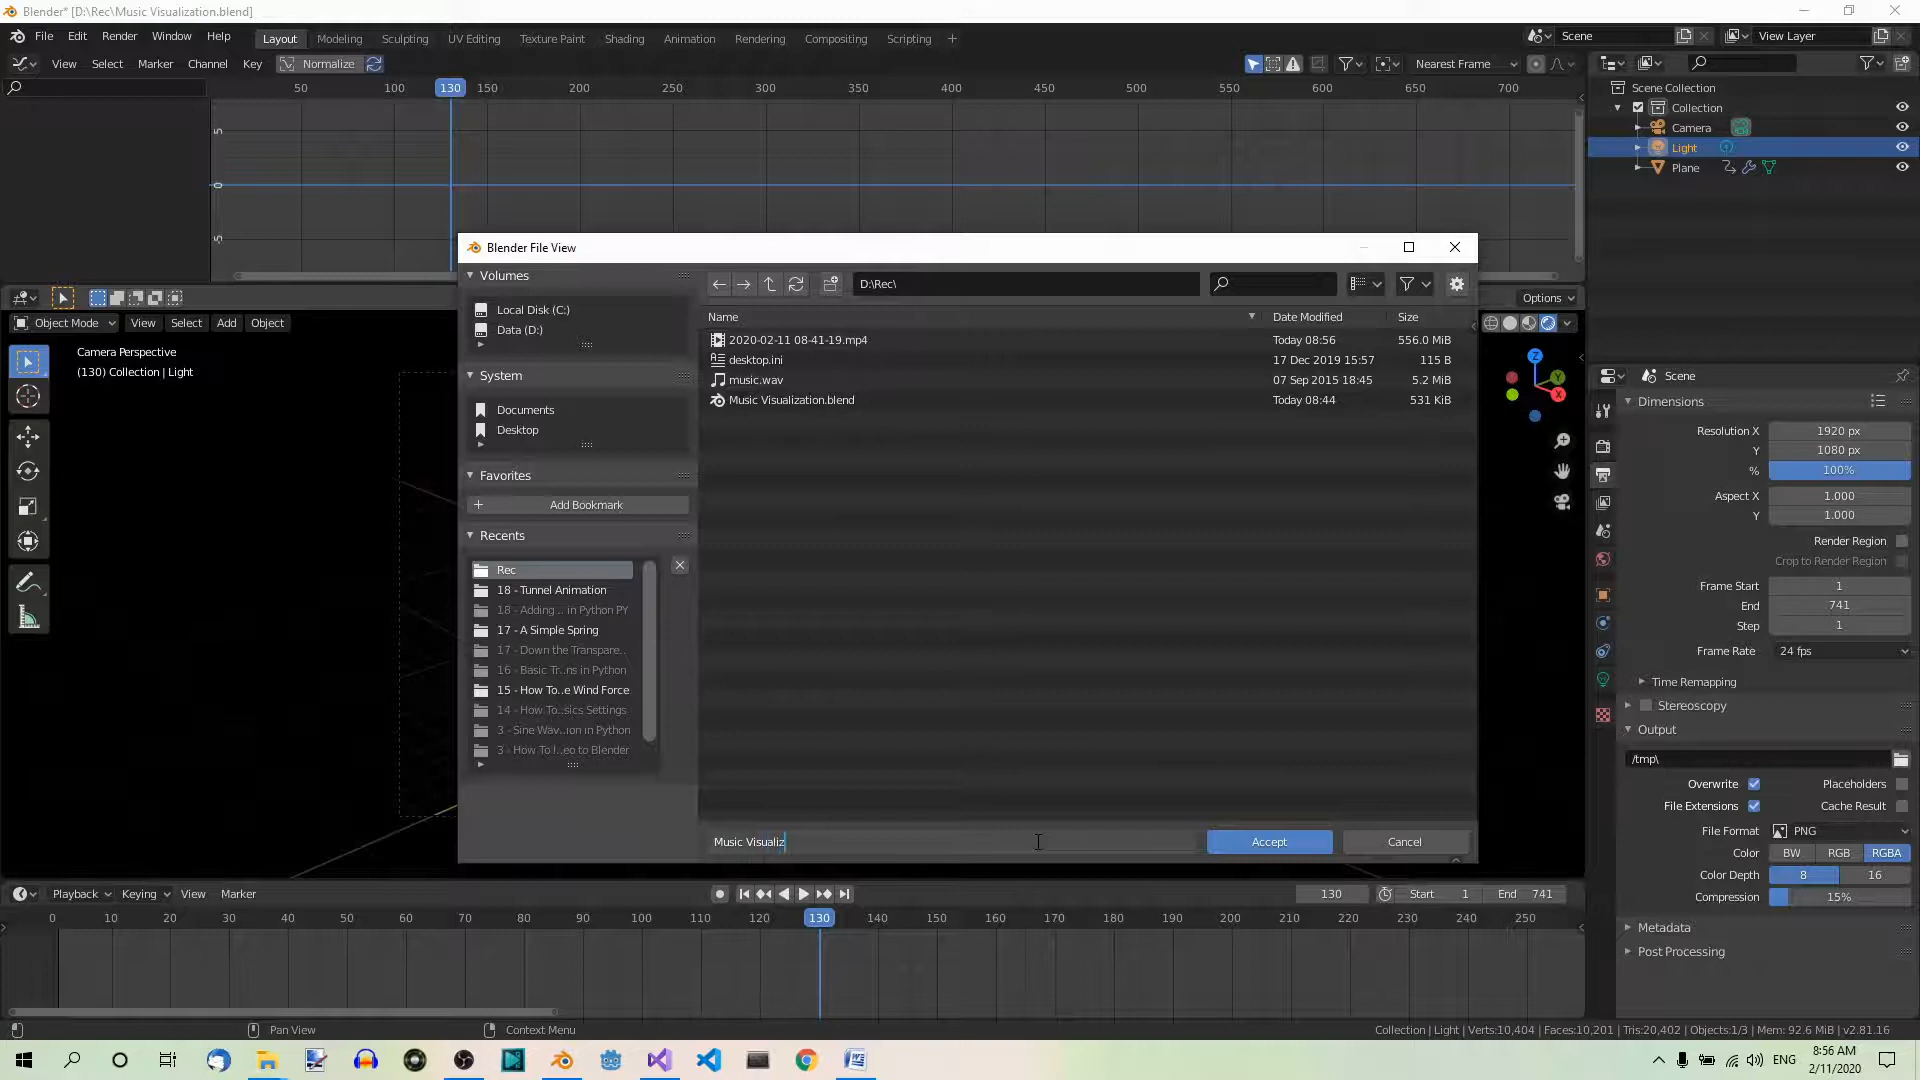 Blender* [D:\Rec\Music Visualization.blend]
File Edit Render Window Help
Layout Modeling Sculpting UV Editing Texture Paint Shading Animation Rendering Compositing Scripting +
Scene
View Layer
View Select Marker Channel Key Normalize
Nearest Frame
50 100 130 150 200 250 300 350 400 450 500 550 600 650 700
5
0
-5
Scene Collection
Collection
Camera
Light
Plane
Options
Object Mode View Select Add Object
Camera Perspective
(130) Collection | Light
Z
Y
X
Blender File View
Volumes
Local Disk (C:)
Data (D:)
System
Documents
Desktop
Favorites
+ Add Bookmark
Recents
Rec
18 - Tunnel Animation
18 - Adding .. in Python PY
17 - A Simple Spring
17 - Down the Transpare..
16 - Basic Tr..ns in Python
15 - How To..e Wind Force
14 - How To..sics Settings
3 - Sine Wav..ion in Python
3 - How To I..eo to Blender
D:\Rec\
Name Date Modified Size
2020-02-11 08-41-19.mp4 Today 08:56 556.0 MiB
desktop.ini 17 Dec 2019 15:57 115 B
music.wav 07 Sep 2015 18:45 5.2 MiB
Music Visualization.blend Today 08:44 531 KiB
Music Visualiz
Accept
Cancel
Scene
Dimensions
Resolution X 1920 px
Y 1080 px
% 100%
Aspect X 1.000
Y 1.000
Render Region
Crop to Render Region
Frame Start 1
End 741
Step 1
Frame Rate 24 fps
Time Remapping
Stereoscopy
Output
/tmp\
Overwrite Placeholders
File Extensions Cache Result
File Format PNG
Color BW RGB RGBA
Color Depth 8 16
Compression 15%
Metadata
Post Processing
Playback Keying View Marker
130 Start 1 End 741
0 10 20 30 40 50 60 70 80 90 100 110 120 130 140 150 160 170 180 190 200 210 220 230 240 250
Pan View
Context Menu
Collection | Light | Verts:10,404 | Faces:10,201 | Tris:20,402 | Objects:1/3 | Mem: 92.6 MiB | v2.81.16
ENG
8:56 AM
2/11/2020